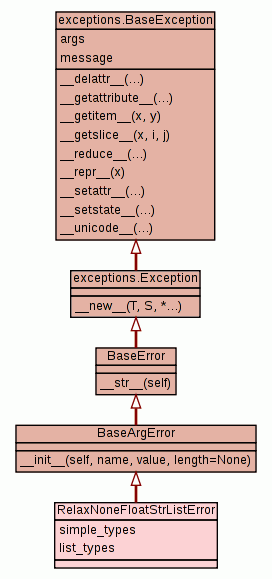 exceptions.BaseException
args
message
__delattr__(...)
__getattribute__(...)
__getitem__(x, y)
__getslice__(x, i, j)
__reduce__(...)
__repr__(x)
__setattr__(...)
__setstate__(...)
__unicode__(...)
exceptions.Exception
__new__(T, S, *...)
BaseError
__str__(self)
BaseArgError
__init__(self, name, value, length=None)
RelaxNoneFloatStrListError
simple_types
list_types